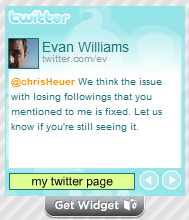 twitter
Evan Williams
twitter.com/ev
@chrisHeuer We think the issue
with losing followings that you
mentioned to me is fixed. Let us
know if you're still seeing it.
my twitter page
Get Widget